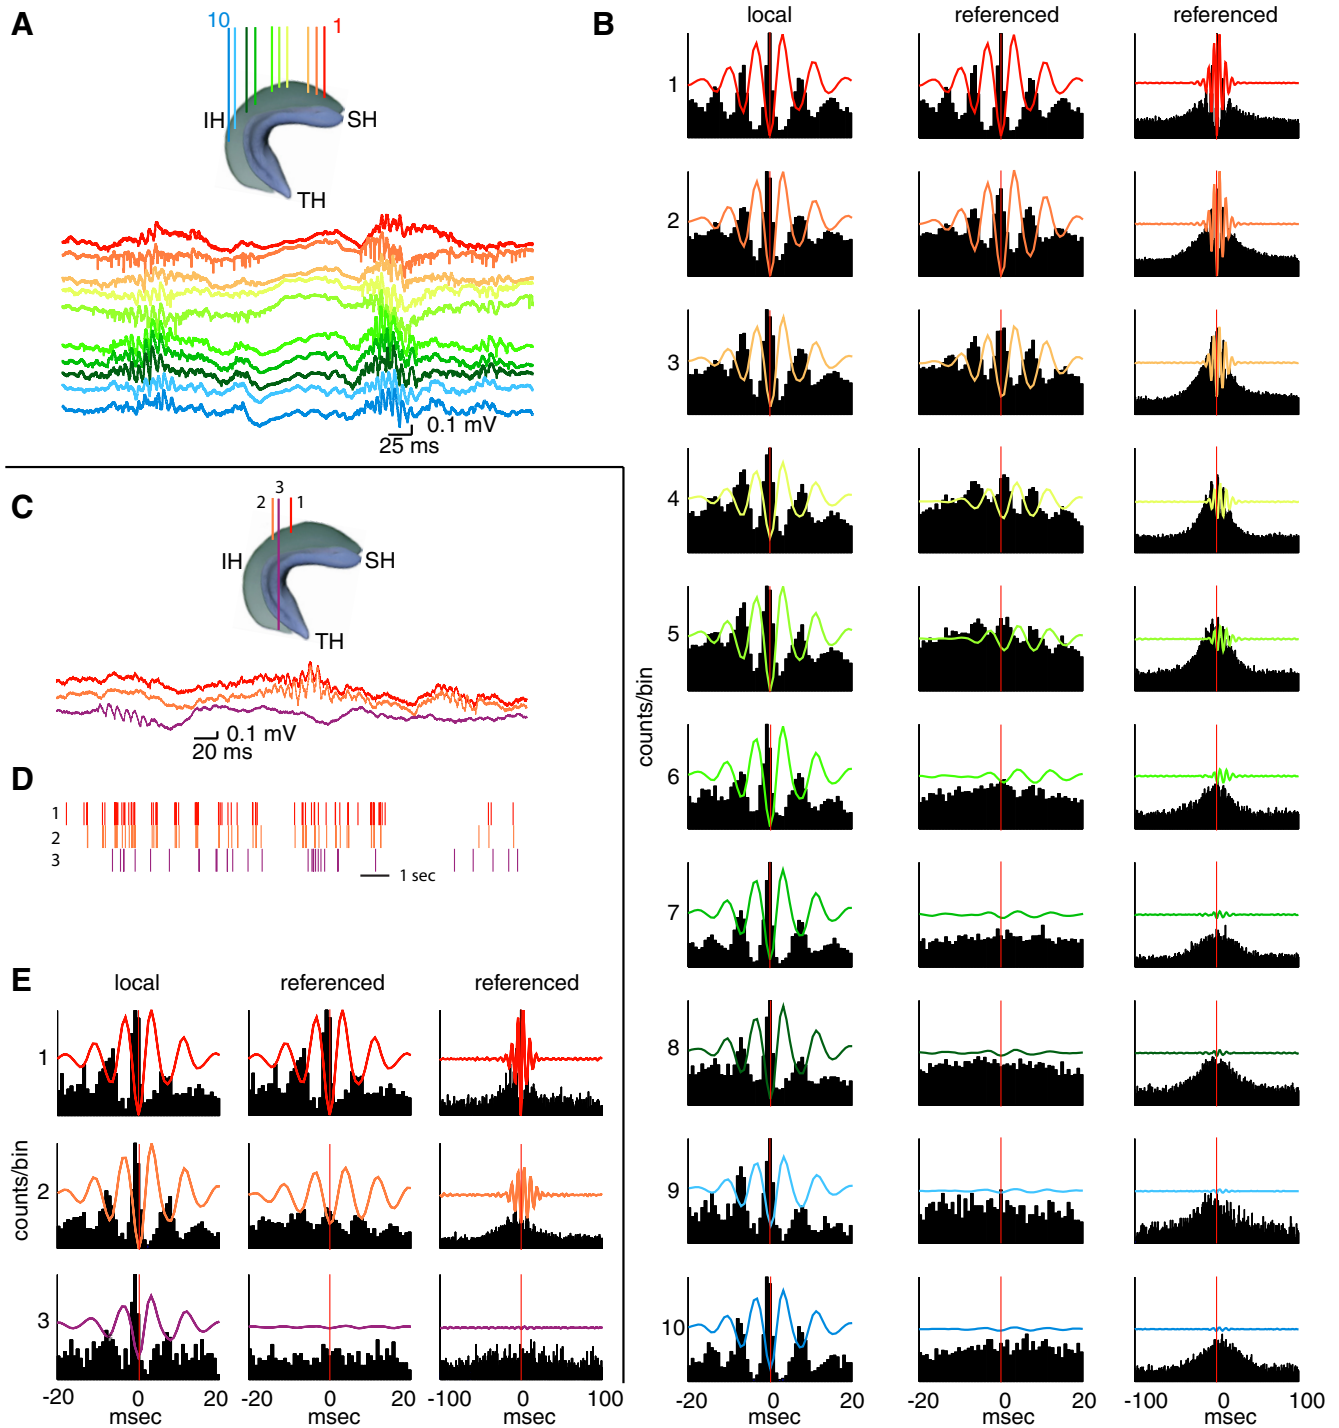 A
10
1
IH
SH
TH
0.1 mV
25 ms
C
2
3
1
IH
SH
TH
0.1 mV
20 ms
D
1
2
3
1 sec
E
local
referenced
referenced
1
2
3
counts/bin
-20
0
20
-20
0
20
-100
0
100
msec
msec
msec
B
local
referenced
referenced
1
2
3
4
5
6
7
8
9
10
counts/bin
-20
0
20
-20
0
20
-100
0
100
msec
msec
msec